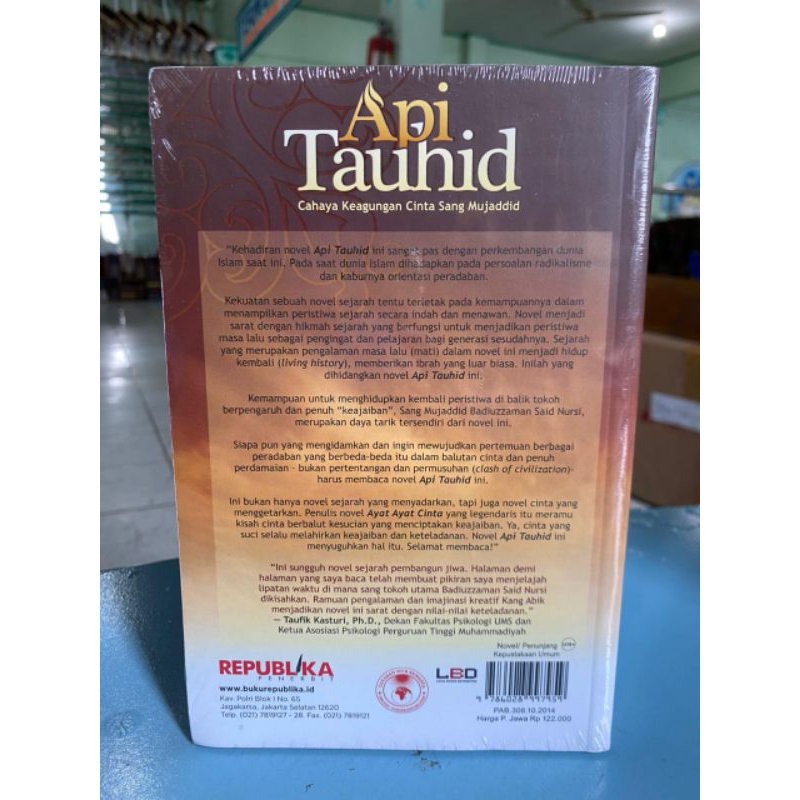 Api
Tauhid
Cahaya Keagungan Cinta Sang Mujaddid
“Kehadiran novel Api Tauhid ini sangat pas dengan perkembangan dunia
Islam saat ini. Pada saat dunia Islam dihadapkan pada persoalan radikalisme
dan kaburnya orientasi peradaban.
Kekuatan sebuah novel sejarah tentu terletak pada kemampuannya dalam
menampilkan peristiwa sejarah secara indah dan menawan. Novel menjadi
sarat dengan hikmah sejarah yang berfungsi untuk menjadikan peristiwa
masa lalu sebagai pengingat dan pelajaran bagi generasi sesudahnya. Sejarah
yang merupakan pengalaman masa lalu (mati) dalam novel ini menjadi hidup
kembali (living history), memberikan ibrah yang luar biasa. Inilah yang
dihidangkan novel Api Tauhid ini.
Kemampuan untuk menghidupkan kembali peristiwa di balik tokoh
berpengaruh dan penuh “keajaiban”, Sang Mujaddid Badiuzzaman Said Nursi,
merupakan daya tarik tersendiri dari novel ini.
Siapa pun yang mengidamkan dan ingin mewujudkan pertemuan berbagai
peradaban yang berbeda-beda itu dalam balutan cinta dan penuh
perdamaian - bukan pertentangan dan permusuhan (clash of civilization)-
harus membaca novel Api Tauhid ini.
Ini bukan hanya novel sejarah yang menyadarkan, tapi juga novel cinta yang
menggetarkan. Penulis novel Ayat Ayat Cinta yang legendaris itu meramu
kisah cinta berbalut kesucian yang menciptakan keajaiban. Ya, cinta yang
suci selalu melahirkan keajaiban dan keteladanan. Novel Api Tauhid ini
menyuguhkan hal itu. Selamat membaca!”
“Ini sungguh novel sejarah pembangun jiwa. Halaman demi
halaman yang saya baca telah membuat pikiran saya menjelajah
lipatan waktu di mana sang tokoh utama Badiuzzaman Said Nursi
dikisahkan. Ramuan pengalaman dan imajinasi kreatif Kang Abik
menjadikan novel ini sarat dengan nilai-nilai keteladanan.”
— Taufik Kasturi, Ph.D., Dekan Fakultas Psikologi UMS dan
Ketua Asosiasi Psikologi Perguruan Tinggi Muhammadiyah
Novel/ Penunjang
Kepustakaan Umum
REPUBLIKA
PENERBIT
www.bukurepublika.id
Kav. Polri Blok I No. 65
Jagakarsa, Jakarta Selatan 12620
Telp. (021) 7819127 - 28. Fax. (021) 7819121
LBD
PAB.308.10.2014
Harga P. Jawa Rp 122.000